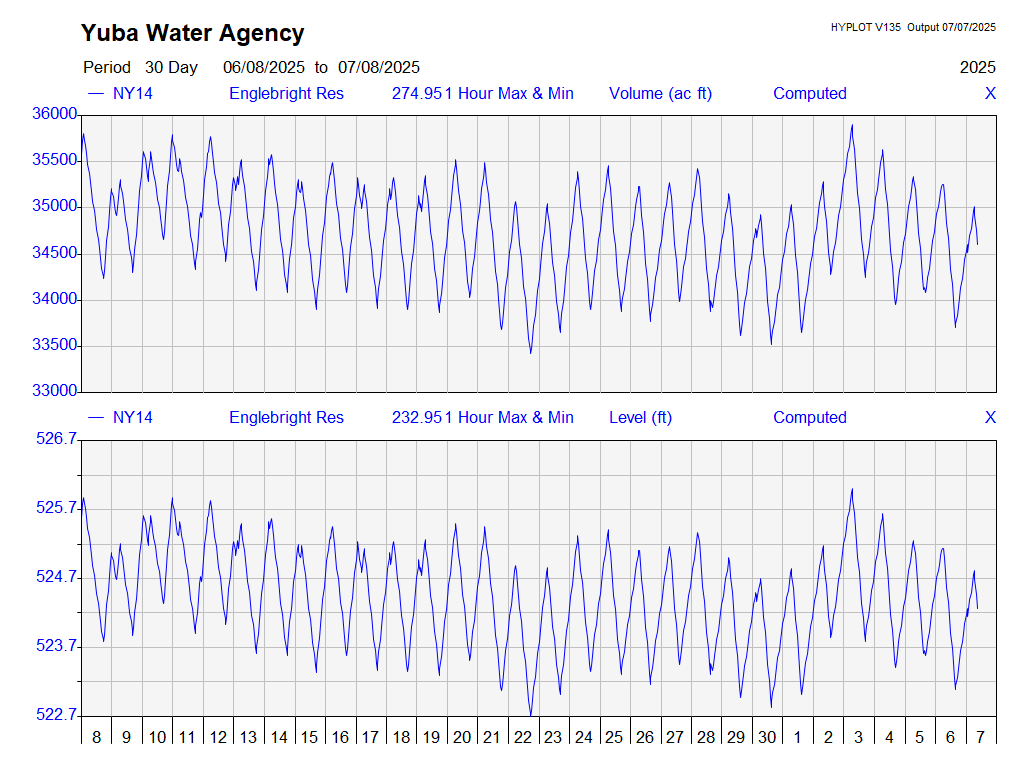 Yuba Water Agency
HYPLOT V135 Output 07/07/2025
Period 30 Day 06/08/2025 to 07/08/2025 2025
— NY14 Englebright Res 274.95 1 Hour Max & Min Volume (ac ft) Computed X
36000
35500
35000
34500
34000
33500
33000
— NY14 Englebright Res 232.95 1 Hour Max & Min Level (ft) Computed X
526.7
525.7
524.7
523.7
522.7
8 9 10 11 12 13 14 15 16 17 18 19 20 21 22 23 24 25 26 27 28 29 30 1 2 3 4 5 6 7